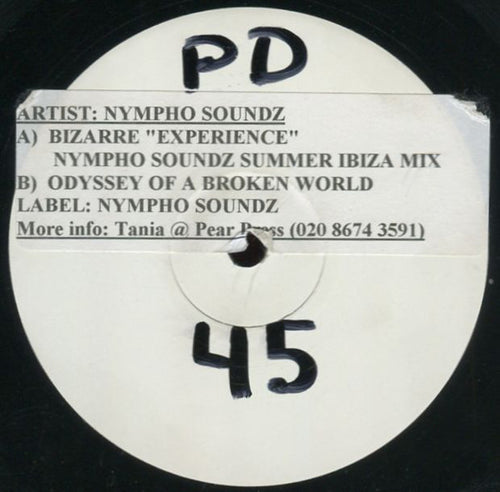 PD
ARTIST: NYMPHO SOUNDZ
A) BIZARRE "EXPERIENCE"
NYMPHO SOUNDZ SUMMER IBIZA MIX
B) ODYSSEY OF A BROKEN WORLD
LABEL: NYMPHO SOUNDZ
More info: Tania @ Pear Press (020 8674 3591)
45